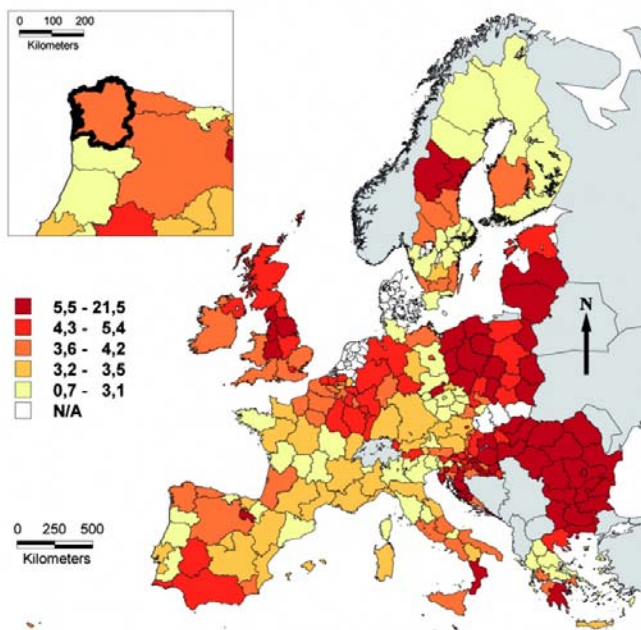 0 100 200
Kilometers
5,5 - 21,5
4,3 - 5,4
3,6 - 4,2
3,2 - 3,5
0,7 - 3,1
N/A
N
0 250 500
Kilometers